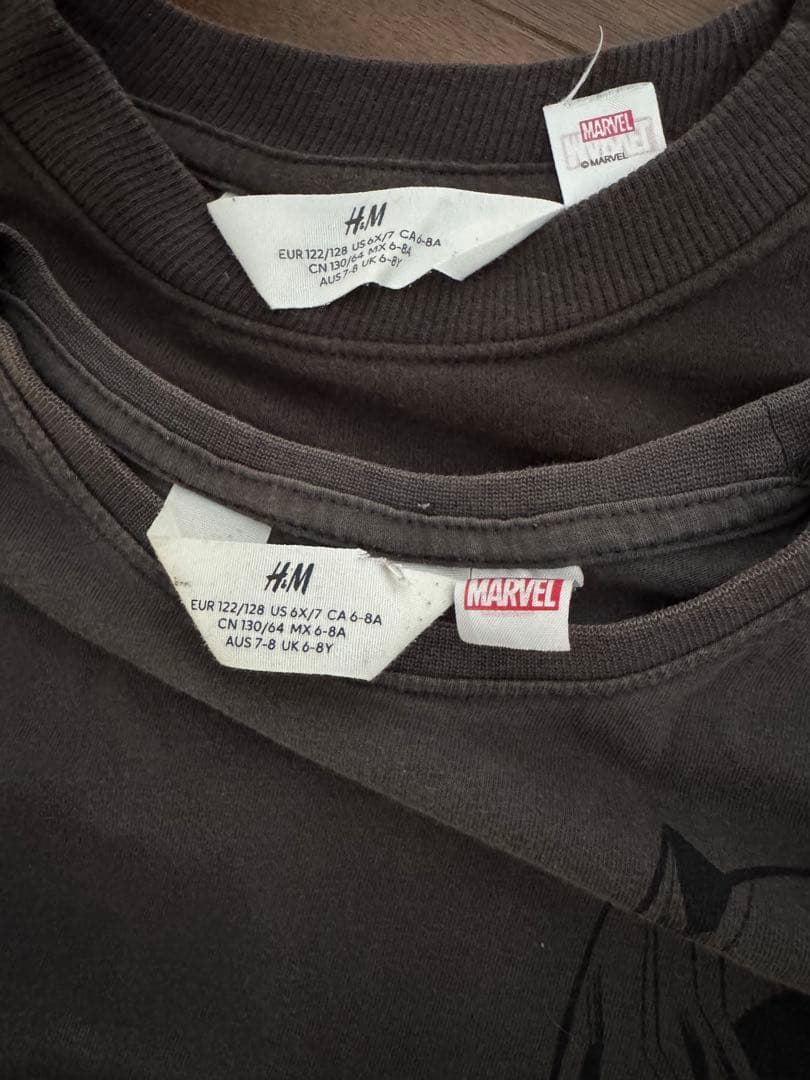 MARVEL
© MARVEL
H&M
EUR 122/128 US 6X/7 CA 6-8A
CN 130/64 MX 6-8A
AUS 7-8 UK 6-8Y
H&M
EUR 122/128 US 6X/7 CA 6-8A
CN 130/64 MX 6-8A
AUS 7-8 UK 6-8Y
MARVEL